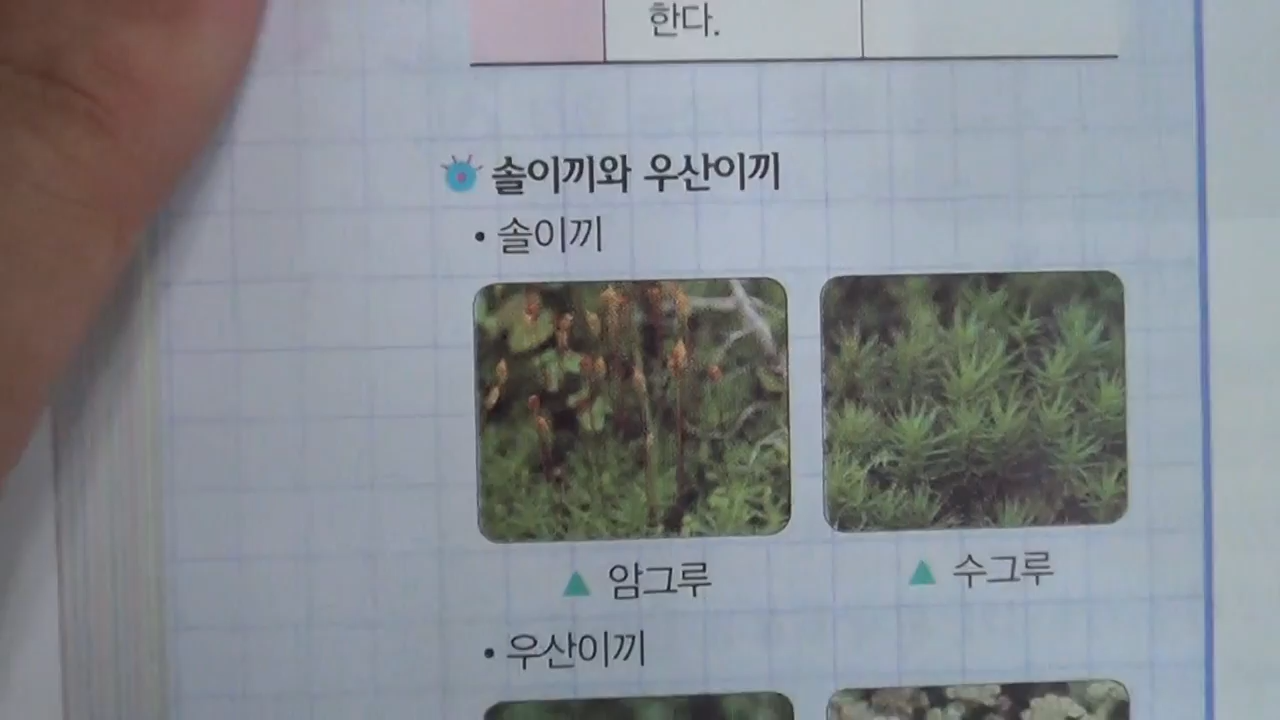 한다.
솔이끼와 우산이끼
• 솔이끼
▲ 암그루
▲ 수그루
• 우산이끼